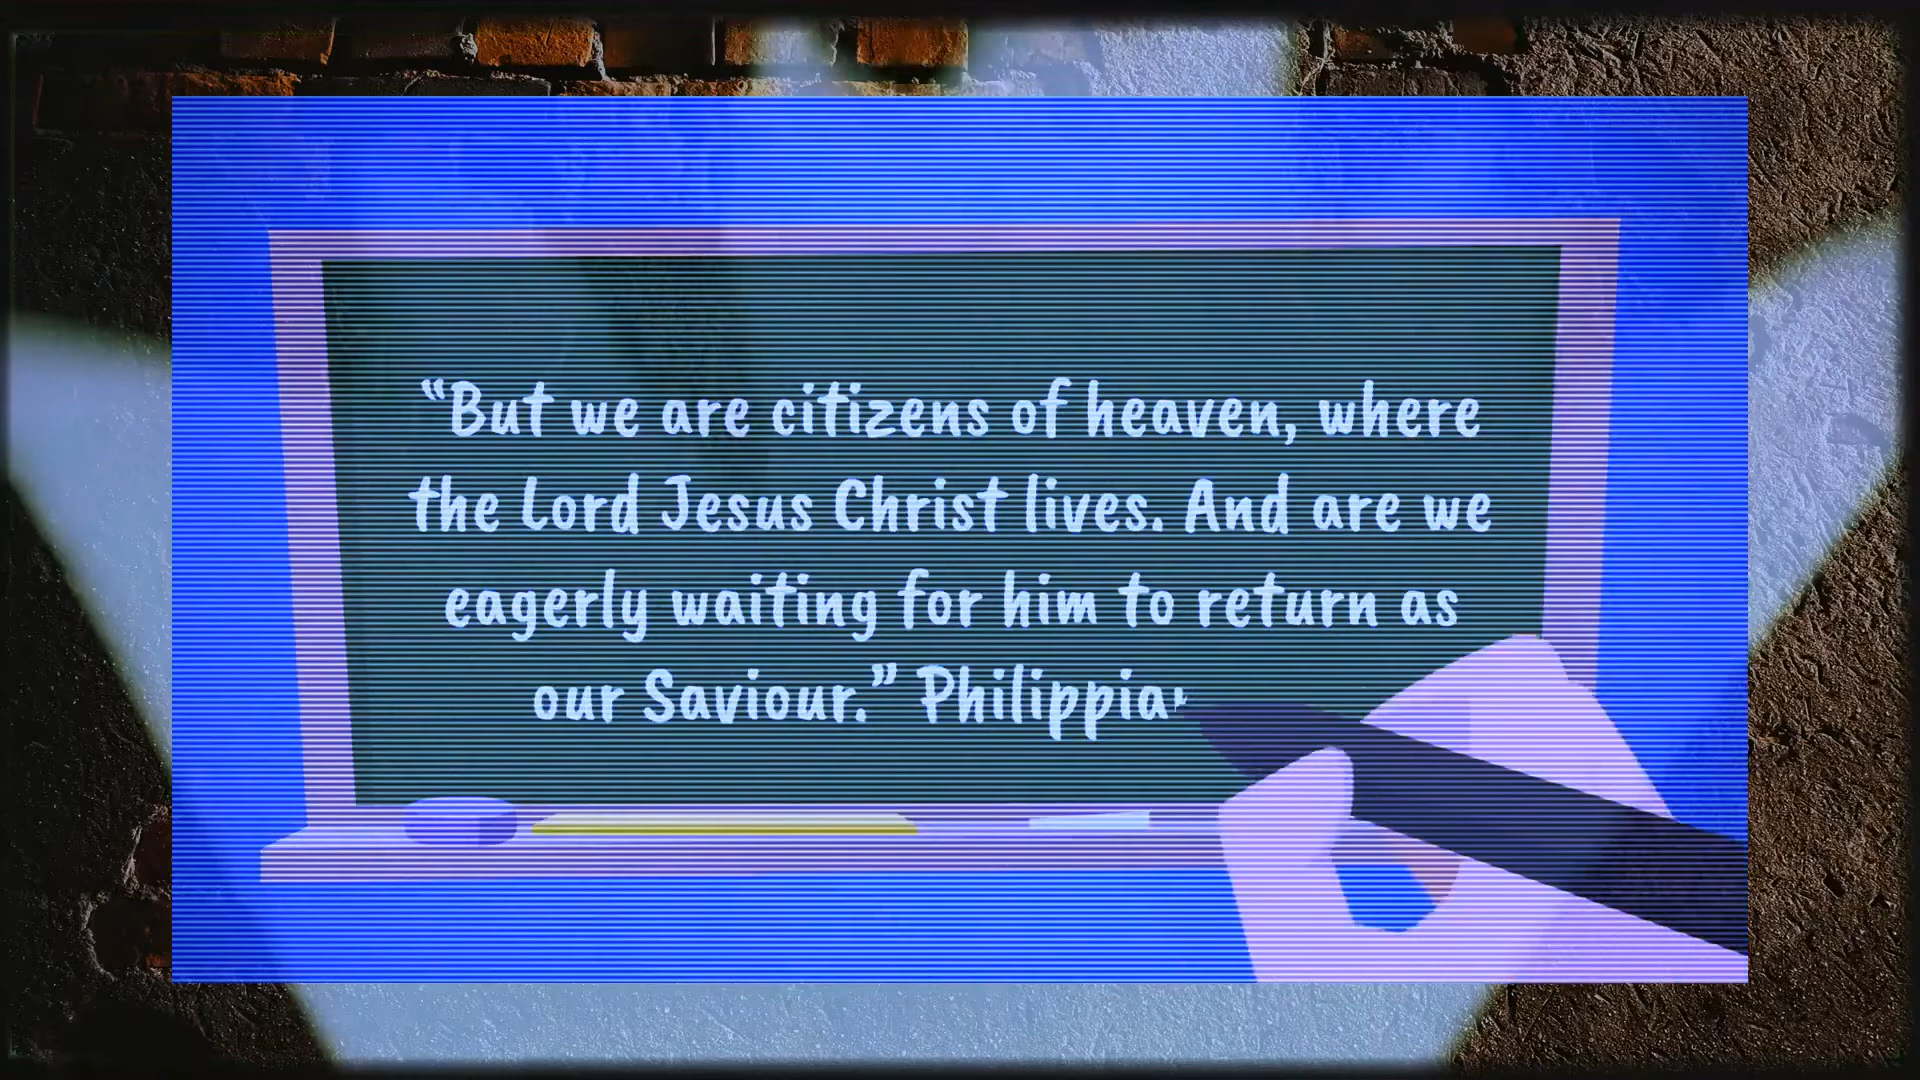 “But we are citizens of heaven, where
the Lord Jesus Christ lives. And are we
eagerly waiting for him to return as
our Saviour.”